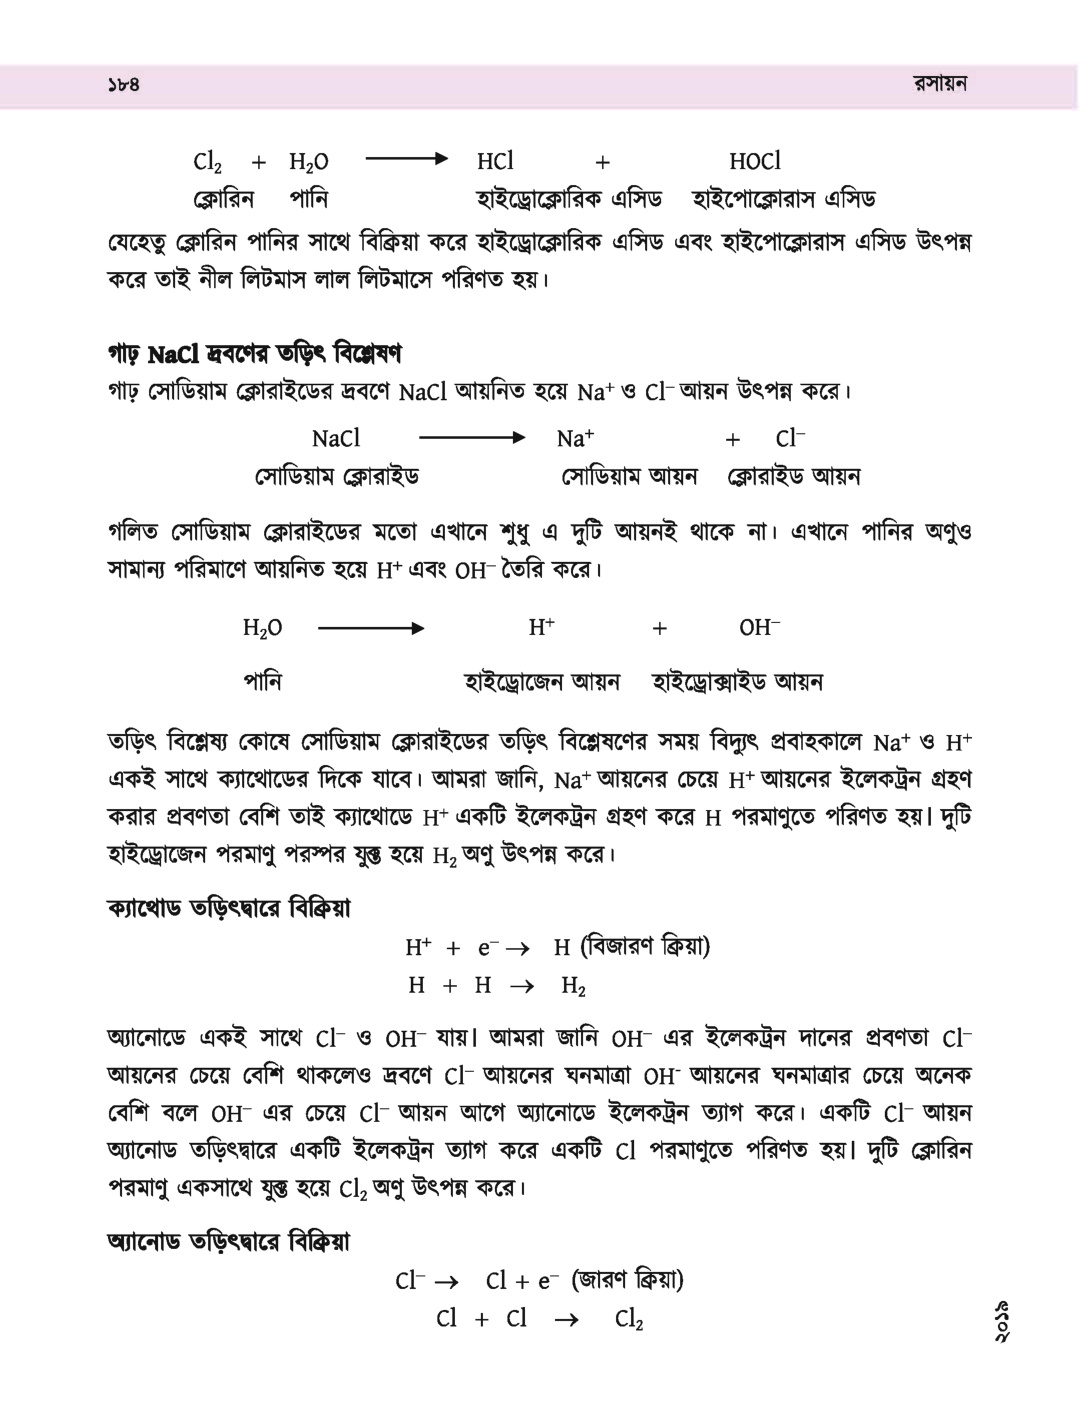 ১৮৪ রসায়ন
Cl₂ + H₂O ⟶ HCl + HOCl
ক্লোরিন পানি হাইড্রোক্লোরিক এসিড হাইপোক্লোরাস এসিড
যেহেতু ক্লোরিন পানির সাথে বিক্রিয়া করে হাইড্রোক্লোরিক এসিড এবং হাইপোক্লোরাস এসিড উৎপন্ন
করে তাই নীল লিটমাস লাল লিটমাসে পরিণত হয়।
গাঢ় NaCl দ্রবণের তড়িৎ বিশ্লেষণ
গাঢ় সোডিয়াম ক্লোরাইডের দ্রবণে NaCl আয়নিত হয়ে Na⁺ ও Cl⁻ আয়ন উৎপন্ন করে।
NaCl ⟶ Na⁺ + Cl⁻
সোডিয়াম ক্লোরাইড সোডিয়াম আয়ন ক্লোরাইড আয়ন
গলিত সোডিয়াম ক্লোরাইডের মতো এখানে শুধু এ দুটি আয়নই থাকে না। এখানে পানির অণুও
সামান্য পরিমাণে আয়নিত হয়ে H⁺ এবং OH⁻ তৈরি করে।
H₂O ⟶ H⁺ + OH⁻
পানি হাইড্রোজেন আয়ন হাইড্রোক্সাইড আয়ন
তড়িৎ বিশ্লেষ্য কোষে সোডিয়াম ক্লোরাইডের তড়িৎ বিশ্লেষণের সময় বিদ্যুৎ প্রবাহকালে Na⁺ ও H⁺
একই সাথে ক্যাথোডের দিকে যাবে। আমরা জানি, Na⁺ আয়নের চেয়ে H⁺ আয়নের ইলেকট্রন গ্রহণ
করার প্রবণতা বেশি তাই ক্যাথোডে H⁺ একটি ইলেকট্রন গ্রহণ করে H পরমাণুতে পরিণত হয়। দুটি
হাইড্রোজেন পরমাণু পরস্পর যুক্ত হয়ে H₂ অণু উৎপন্ন করে।
ক্যাথোড তড়িৎদ্বারে বিক্রিয়া
H⁺ + e⁻ → H (বিজারণ ক্রিয়া)
H + H → H₂
অ্যানোডে একই সাথে Cl⁻ ও OH⁻ যায়। আমরা জানি OH⁻ এর ইলেকট্রন দানের প্রবণতা Cl⁻
আয়নের চেয়ে বেশি থাকলেও দ্রবণে Cl⁻ আয়নের ঘনমাত্রা OH⁻ আয়নের ঘনমাত্রার চেয়ে অনেক
বেশি বলে OH⁻ এর চেয়ে Cl⁻ আয়ন আগে অ্যানোডে ইলেকট্রন ত্যাগ করে। একটি Cl⁻ আয়ন
অ্যানোড তড়িৎদ্বারে একটি ইলেকট্রন ত্যাগ করে একটি Cl পরমাণুতে পরিণত হয়। দুটি ক্লোরিন
পরমাণু একসাথে যুক্ত হয়ে Cl₂ অণু উৎপন্ন করে।
অ্যানোড তড়িৎদ্বারে বিক্রিয়া
Cl⁻ → Cl + e⁻ (জারণ ক্রিয়া)
Cl + Cl → Cl₂
২০১৯